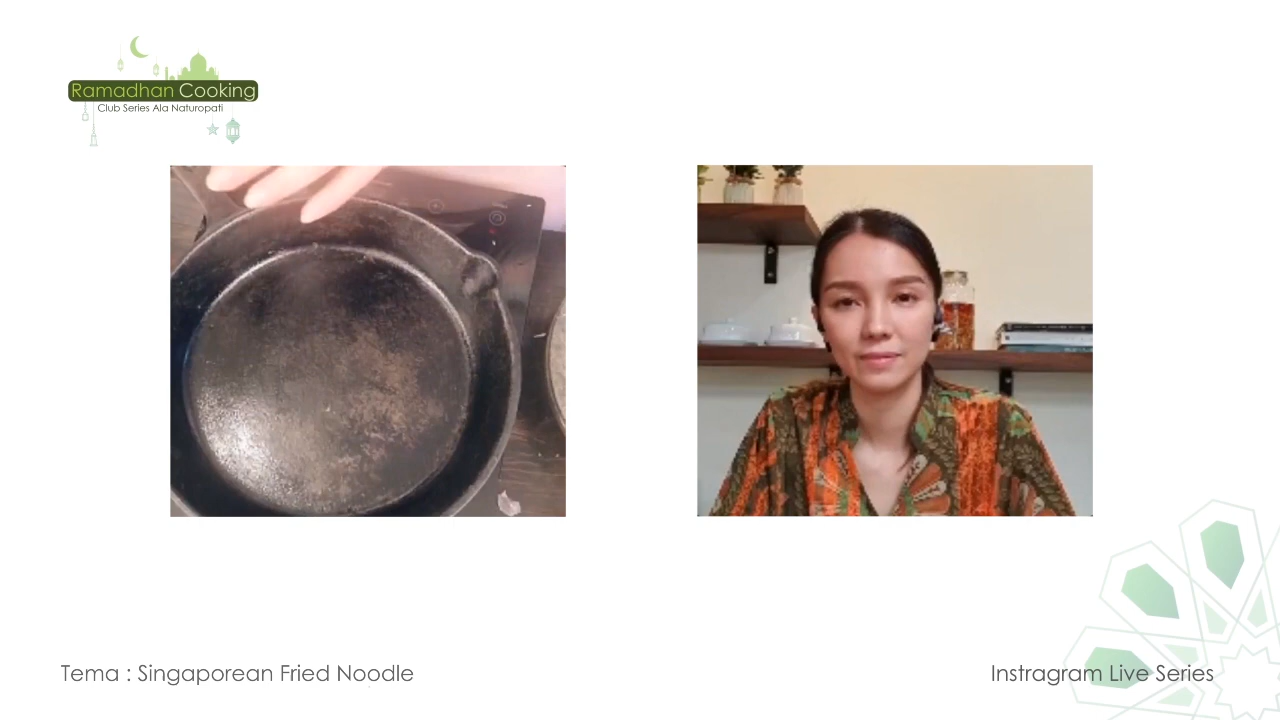 Ramadhan Cooking
Club Series Ala Naturopati
Tema : Singaporean Fried Noodle
Instragram Live Series